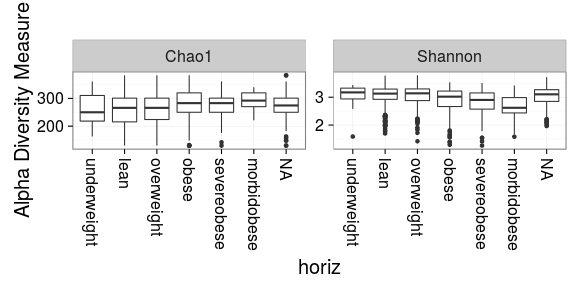 Alpha Diversity Measure
Chao1
Shannon
300
200
3
2
underweight
lean
overweight
obese
severeobese
morbidobese
NA
underweight
lean
overweight
obese
severeobese
morbidobese
NA
horiz